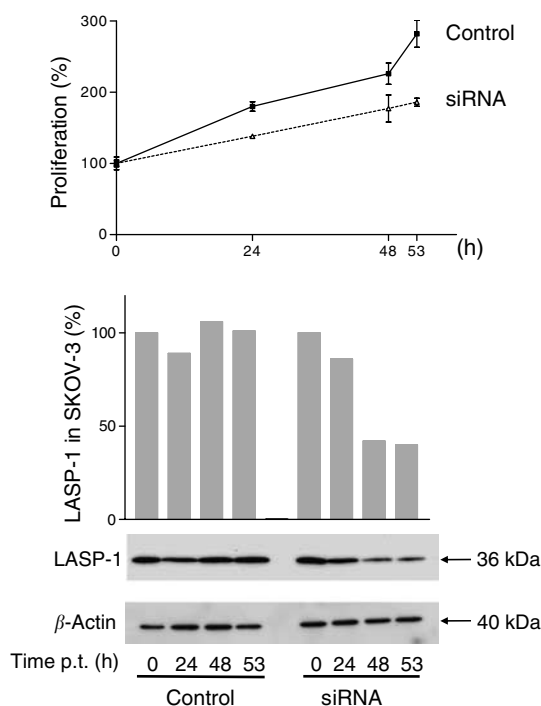 300
200
100
0
Proliferation (%)
Control
siRNA
0 24 48 53 (h)
LASP-1 in SKOV-3 (%)
100
50
0
LASP-1 36 kDa
β-Actin 40 kDa
Time p.t. (h) 0 24 48 53 0 24 48 53
Control siRNA